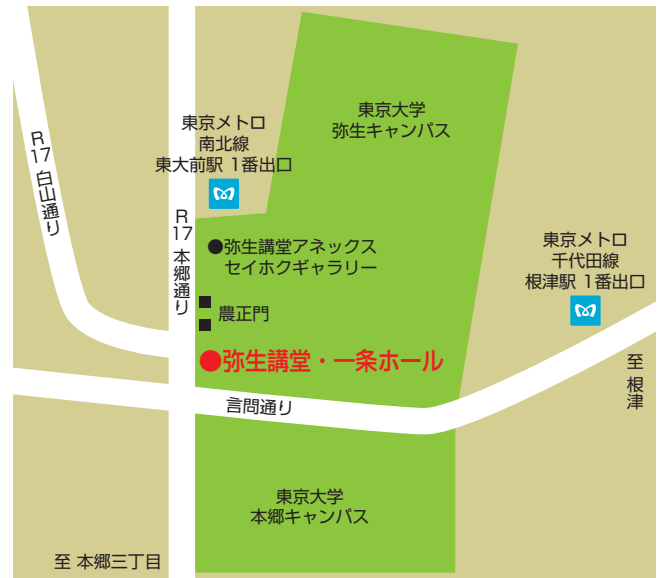 東京大学
弥生キャンパス
東京メトロ
南北線
東大前駅 1番出口
R17 白山通り
R17 本郷通り
●弥生講堂アネックス
セイホクギャラリー
東京メトロ
千代田線
根津駅 1番出口
農正門
●弥生講堂・一条ホール
至 根津
言問通り
東京大学
本郷キャンパス
至 本郷三丁目